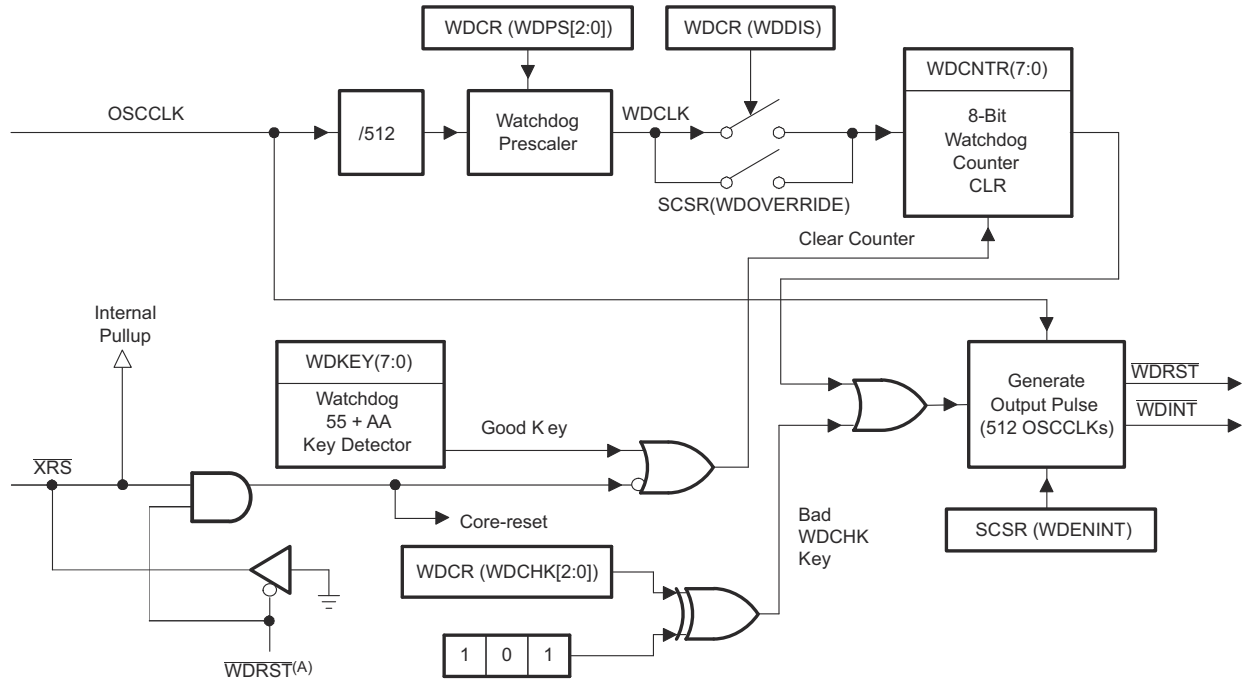 WDCR (WDPS[2:0])
WDCR (WDDIS)
WDCNTR(7:0)
OSCCLK
/512
Watchdog
Prescaler
WDCLK
8-Bit
Watchdog
Counter
CLR
SCSR(WDOVERRIDE)
Clear Counter
Internal
Pullup
WDKEY(7:0)
Watchdog
55 + AA
Key Detector
Good Key
Generate
Output Pulse
(512 OSCCLKs)
WDRST
WDINT
XRS
Core-reset
Bad
WDCHK
Key
SCSR (WDENINT)
WDCR (WDCHK[2:0])
1 0 1
WDRST(A)